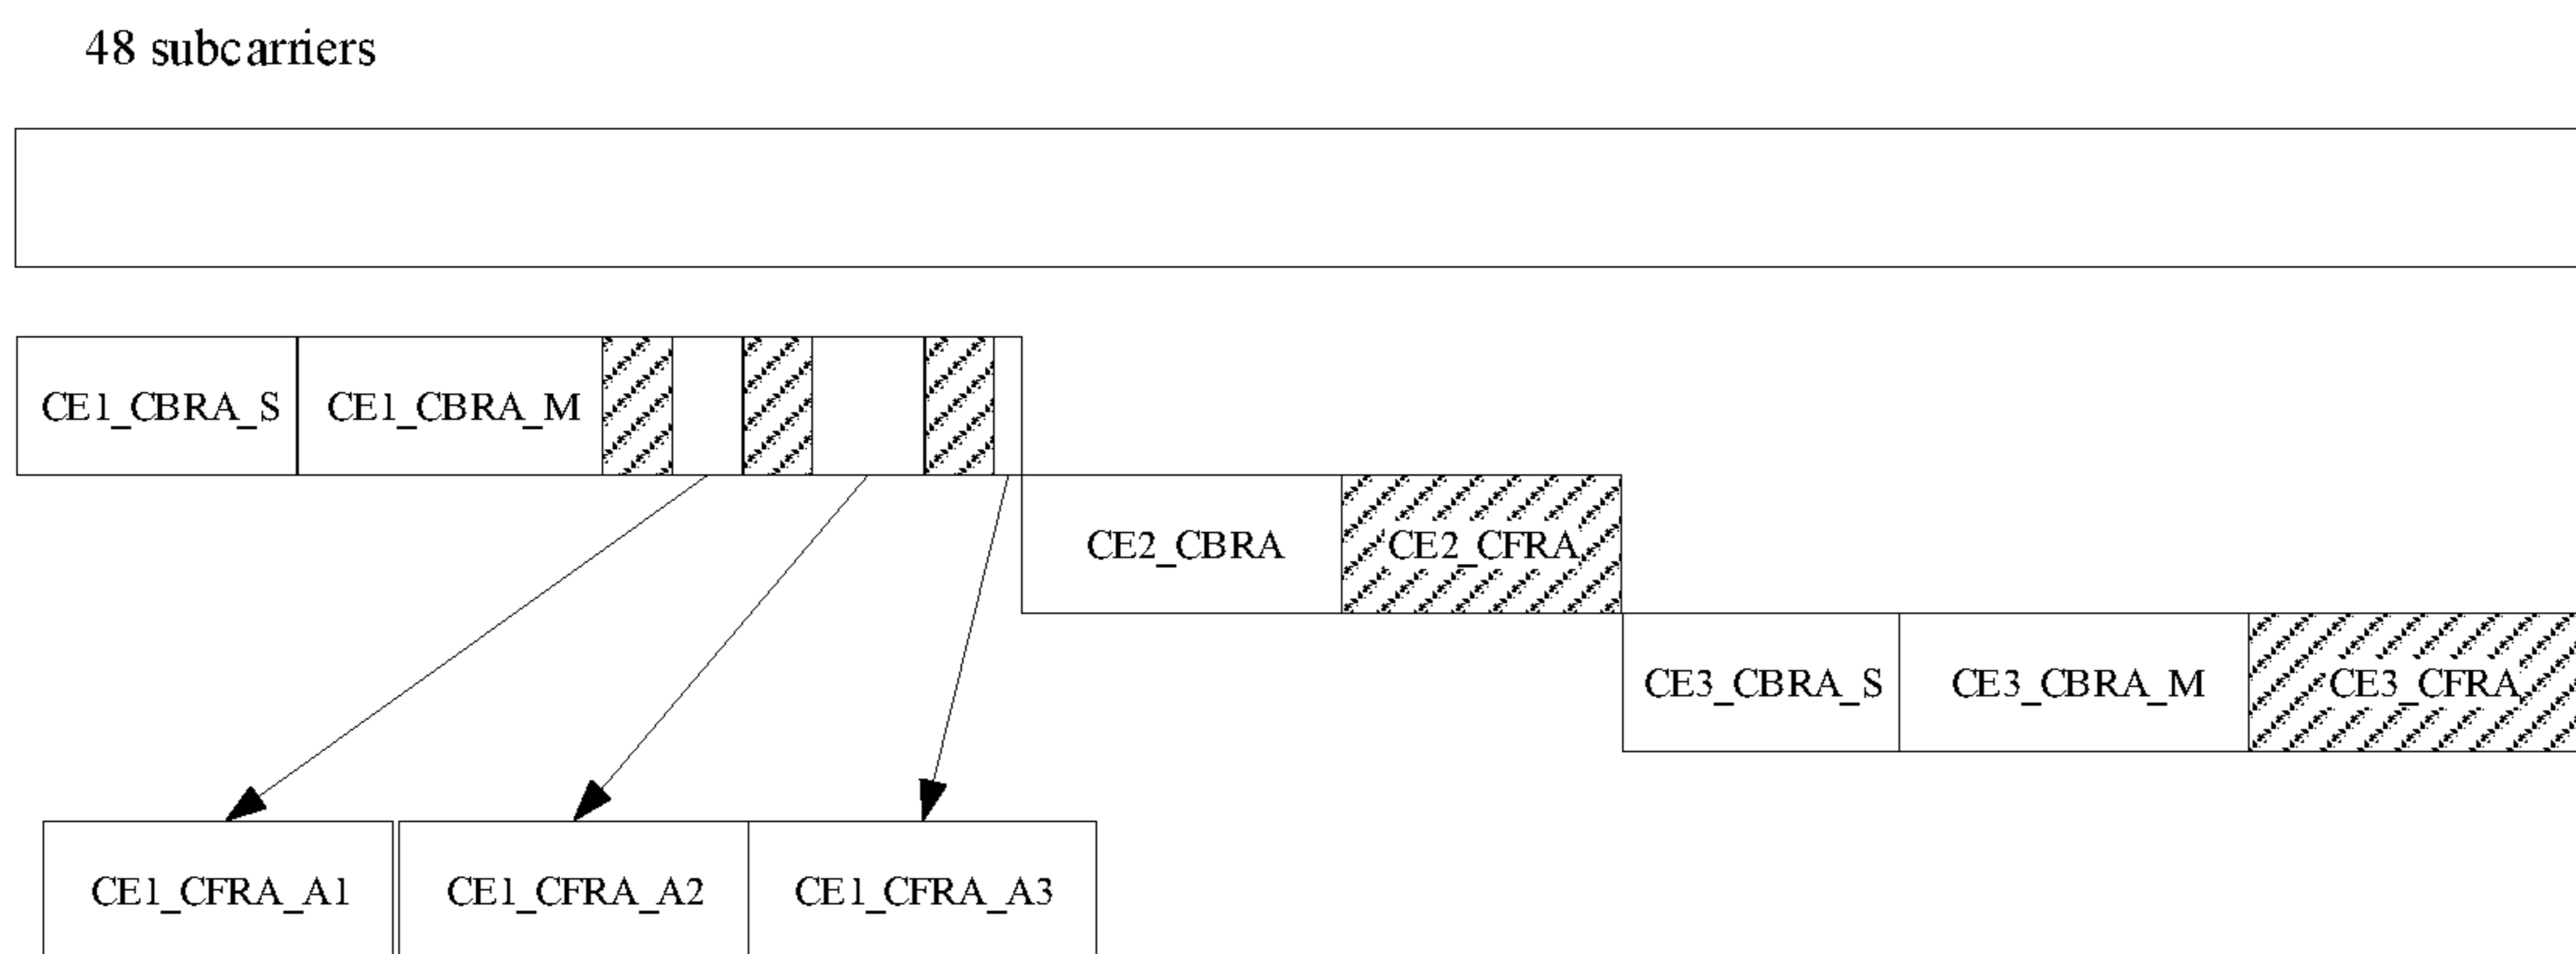 48 subcarriers
CE1_CBRA_S
CE1_CBRA_M
CE2_CBRA
CE2_CFRA
CE3_CBRA_S
CE3_CBRA_M
CE3_CFRA
CE1_CFRA_A1
CE1_CFRA_A2
CE1_CFRA_A3